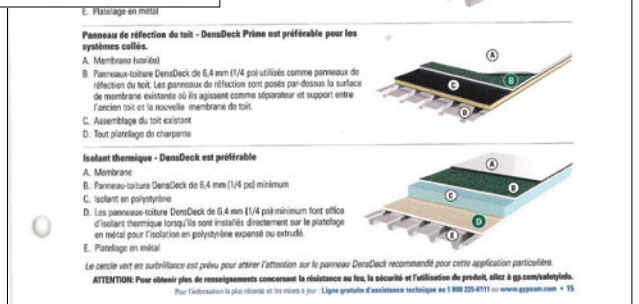 E. Platelage en métal
Panneau de réfection du toit - DensDeck Prime est préférable pour les
systèmes collés.
A. Membrane (variée)
B. Panneaux-toiture DensDeck de 6,4 mm (1/4 po) utilisés comme panneaux de
réfection du toit. Les panneaux de réfection sont posés par-dessus la surface
de membrane existante où ils agissent comme séparateur et support entre
l'ancien toit et la nouvelle membrane de toit.
C. Assemblage du toit existant
D. Tout platelage de charpente
A
B
C
D
Isolant thermique - DensDeck est préférable
A. Membrane
B. Panneau-toiture DensDeck de 6,4 mm (1/4 po) minimum
C. Isolant en polystyrène
D. Les panneaux-toiture DensDeck de 6,4 mm (1/4 po) minimum font office
d'isolant thermique lorsqu'ils sont installés directement sur le platelage
en métal pour l'isolation en polystyrène expansé ou extrudé.
E. Platelage en métal
A
B
C
D
E
Le cercle vert en surbrillance est prévu pour attirer l'attention sur le panneau DensDeck recommandé pour cette application particulière.
ATTENTION: Pour obtenir plus de renseignements concernant la résistance au feu, la sécurité et l'utilisation du produit, allez à gp.com/safetyinfo.
Pour l'information la plus récente et les mises à jour : Ligne gratuite d'assistance technique au 1 800 225-6111 ou www.gypsum.com • 15